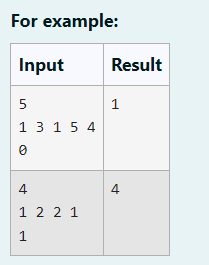 For example:
Input Result
5 1
1 3 1 5 4
0
4 4
1 2 2 1
1